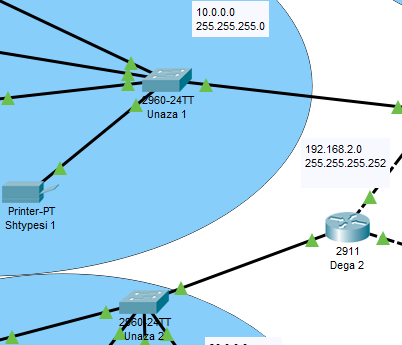 10.0.0.0
255.255.255.0
2960-24TT
Unaza 1
192.168.2.0
255.255.255.252
Printer-PT
Shtypesi 1
2911
Dega 2
2960-24TT
Unaza 2